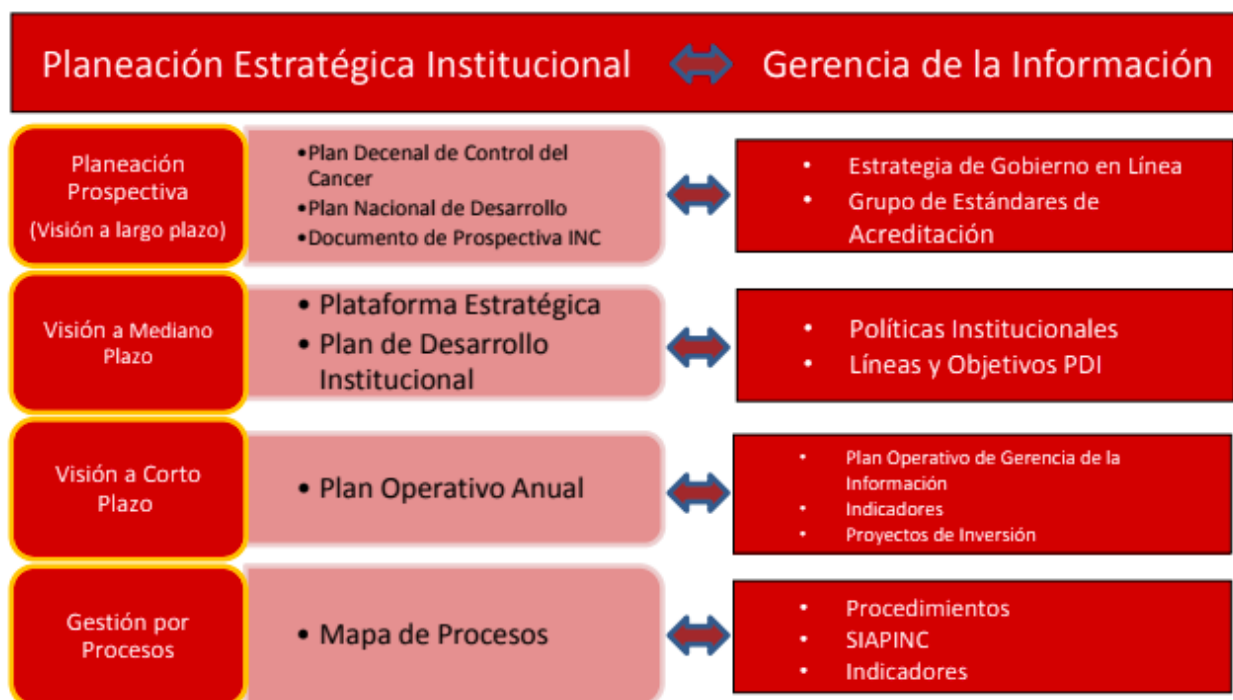 Planeación Estratégica Institucional
Gerencia de la Información
Planeación
Prospectiva
(Visión a largo plazo)
•Plan Decenal de Control del
Cancer
•Plan Nacional de Desarrollo
•Documento de Prospectiva INC
• Estrategia de Gobierno en Línea
• Grupo de Estándares de
Acreditación
Visión a Mediano
Plazo
• Plataforma Estratégica
• Plan de Desarrollo
Institucional
• Políticas Institucionales
• Líneas y Objetivos PDI
Visión a Corto
Plazo
• Plan Operativo Anual
• Plan Operativo de Gerencia de la
Información
• Indicadores
• Proyectos de Inversión
Gestión por
Procesos
• Mapa de Procesos
• Procedimientos
• SIAPINC
• Indicadores